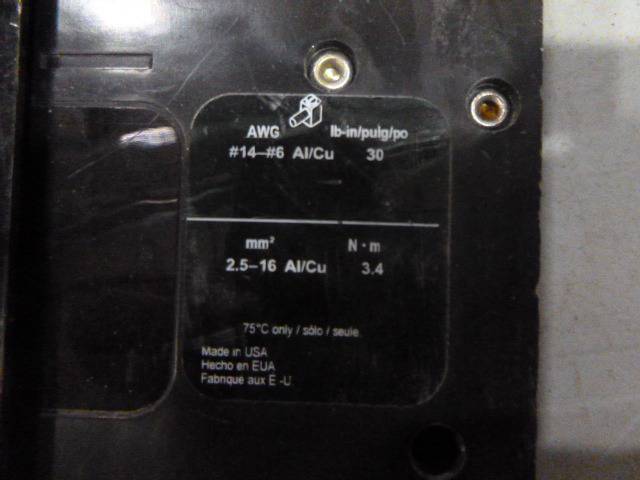 AWG lb-in/pulg/po
#14–#6 Al/Cu 30
mm² N·m
2.5–16 Al/Cu 3.4
75°C only / sólo / seule
Made in USA
Hecho en EUA
Fabrique aux E -U